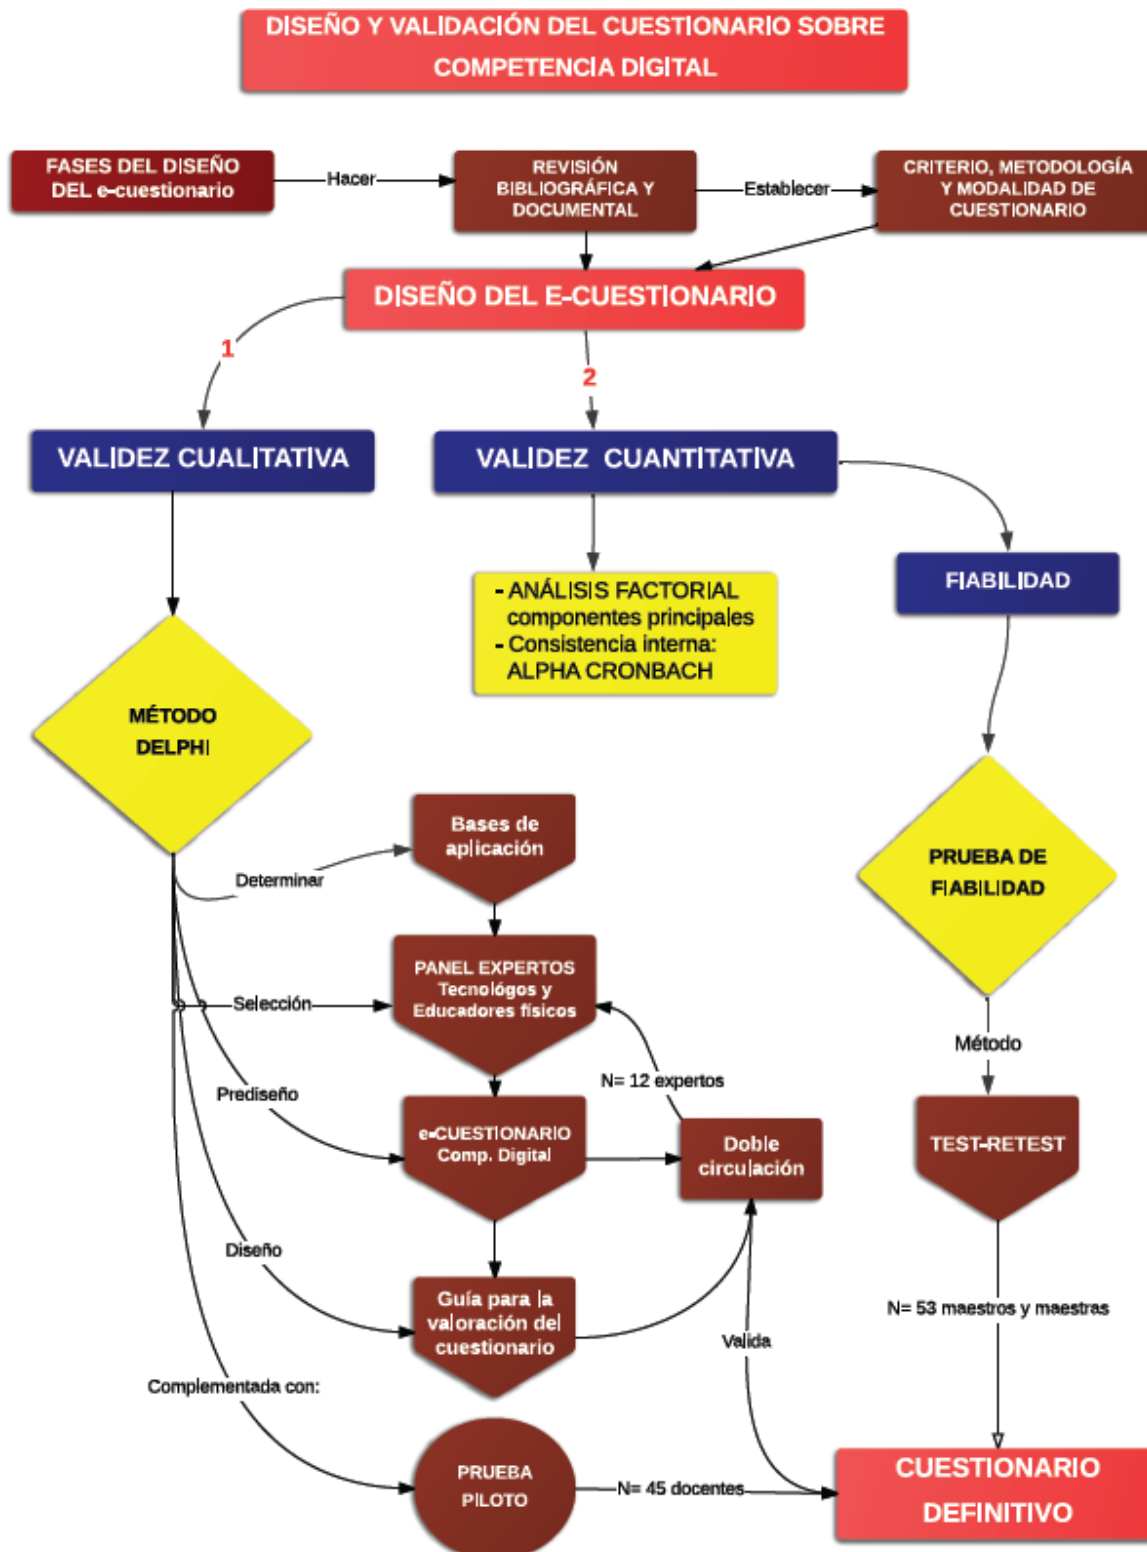 DISEÑO Y VALIDACIÓN DEL CUESTIONARIO SOBRE
COMPETENCIA DIGITAL
FASES DEL DISEÑO
DEL e-cuestionario
Hacer
REVISIÓN
BIBLIOGRÁFICA Y
DOCUMENTAL
Establecer
CRITERIO, METODOLOGÍA
Y MODALIDAD DE
CUESTIONARIO
DISEÑO DEL E-CUESTIONARIO
1
2
VALIDEZ CUALITATIVA
VALIDEZ CUANTITATIVA
FIABILIDAD
- ANÁLISIS FACTORIAL
componentes principales
- Consistencia interna:
ALPHA CRONBACH
MÉTODO
DELPHI
PRUEBA DE
FIABILIDAD
Determinar
Bases de
aplicación
Selección
PANEL EXPERTOS
Tecnológos y
Educadores físicos
Método
N= 12 expertos
Prediseño
e-CUESTIONARIO
Comp. Digital
Doble
circulación
TEST-RETEST
Diseño
Guía para la
valoración del
cuestionario
Valida
N= 53 maestros y maestras
Complementada con:
PRUEBA
PILOTO
N= 45 docentes
CUESTIONARIO
DEFINITIVO